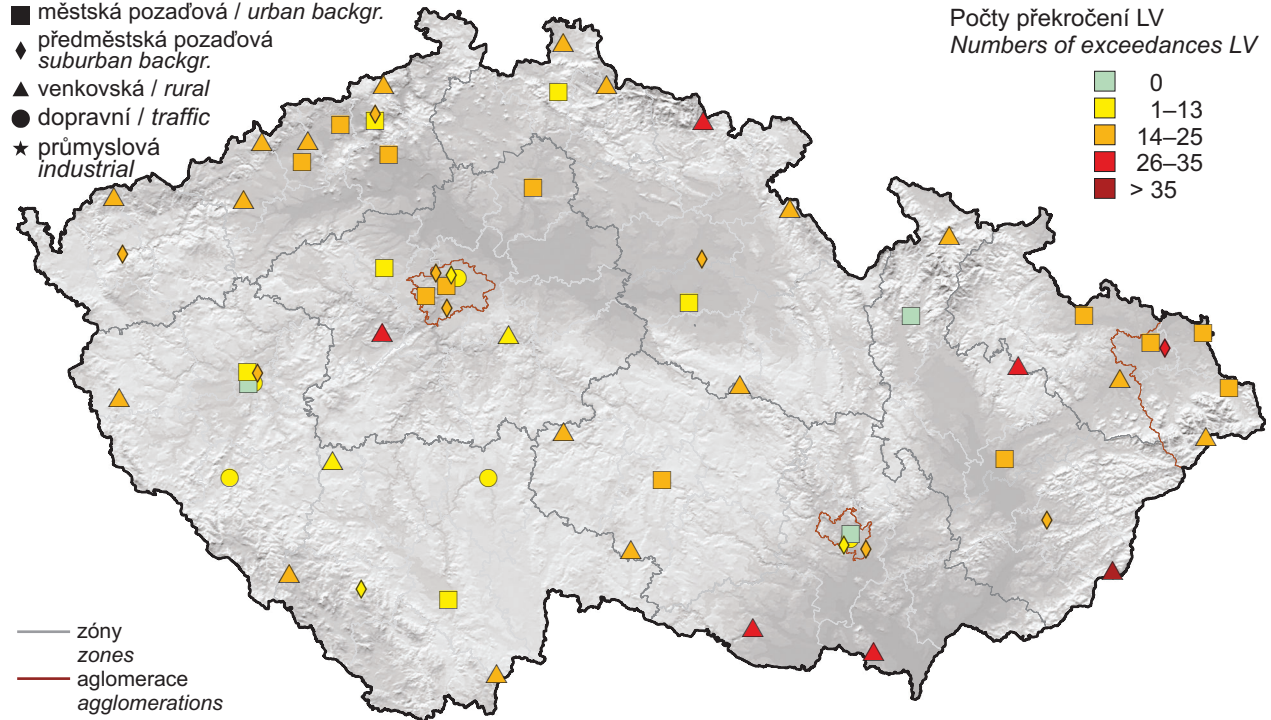 městská pozaďová / urban backgr.
předměstská pozaďová
suburban backgr.
venkovská / rural
dopravní / traffic
průmyslová
industrial
Počty překročení LV
Numbers of exceedances LV
0
1–13
14–25
26–35
> 35
zóny
zones
aglomerace
agglomerations